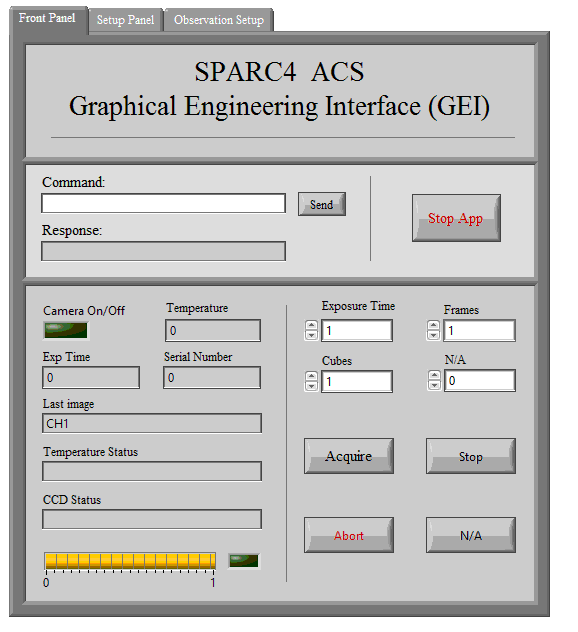 Front Panel
Setup Panel
Observation Setup
SPARC4 ACS
Graphical Engineering Interface (GEI)
Command:
Send
Stop App
Response:
Camera On/Off
Temperature
0
Exp Time
Serial Number
0
0
Last image
CH1
Temperature Status
CCD Status
0
1
Exposure Time
Frames
1
1
Cubes
N/A
1
0
Acquire
Stop
Abort
N/A